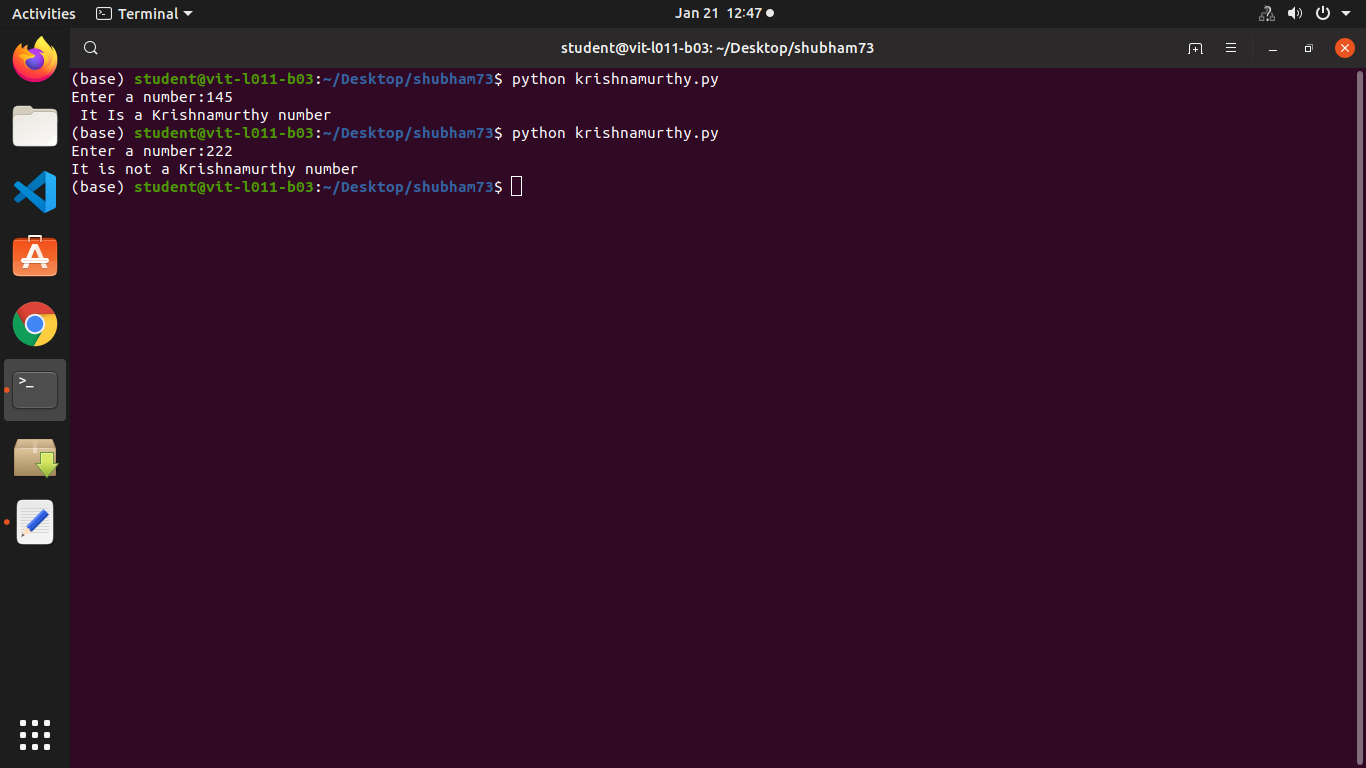 Activities
Terminal
Jan 21 12:47
student@vit-l011-b03: ~/Desktop/shubham73
(base) student@vit-l011-b03:~/Desktop/shubham73$ python krishnamurthy.py
Enter a number:145
 It Is a Krishnamurthy number
(base) student@vit-l011-b03:~/Desktop/shubham73$ python krishnamurthy.py
Enter a number:222
It is not a Krishnamurthy number
(base) student@vit-l011-b03:~/Desktop/shubham73$